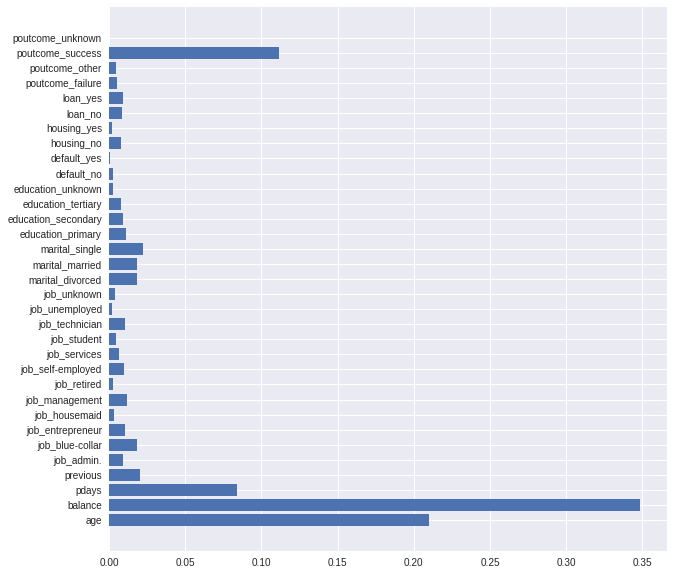 poutcome_unknown
poutcome_success
poutcome_other
poutcome_failure
loan_yes
loan_no
housing_yes
housing_no
default_yes
default_no
education_unknown
education_tertiary
education_secondary
education_primary
marital_single
marital_married
marital_divorced
job_unknown
job_unemployed
job_technician
job_student
job_services
job_self-employed
job_retired
job_management
job_housemaid
job_entrepreneur
job_blue-collar
job_admin.
previous
pdays
balance
age
0.00 0.05 0.10 0.15 0.20 0.25 0.30 0.35